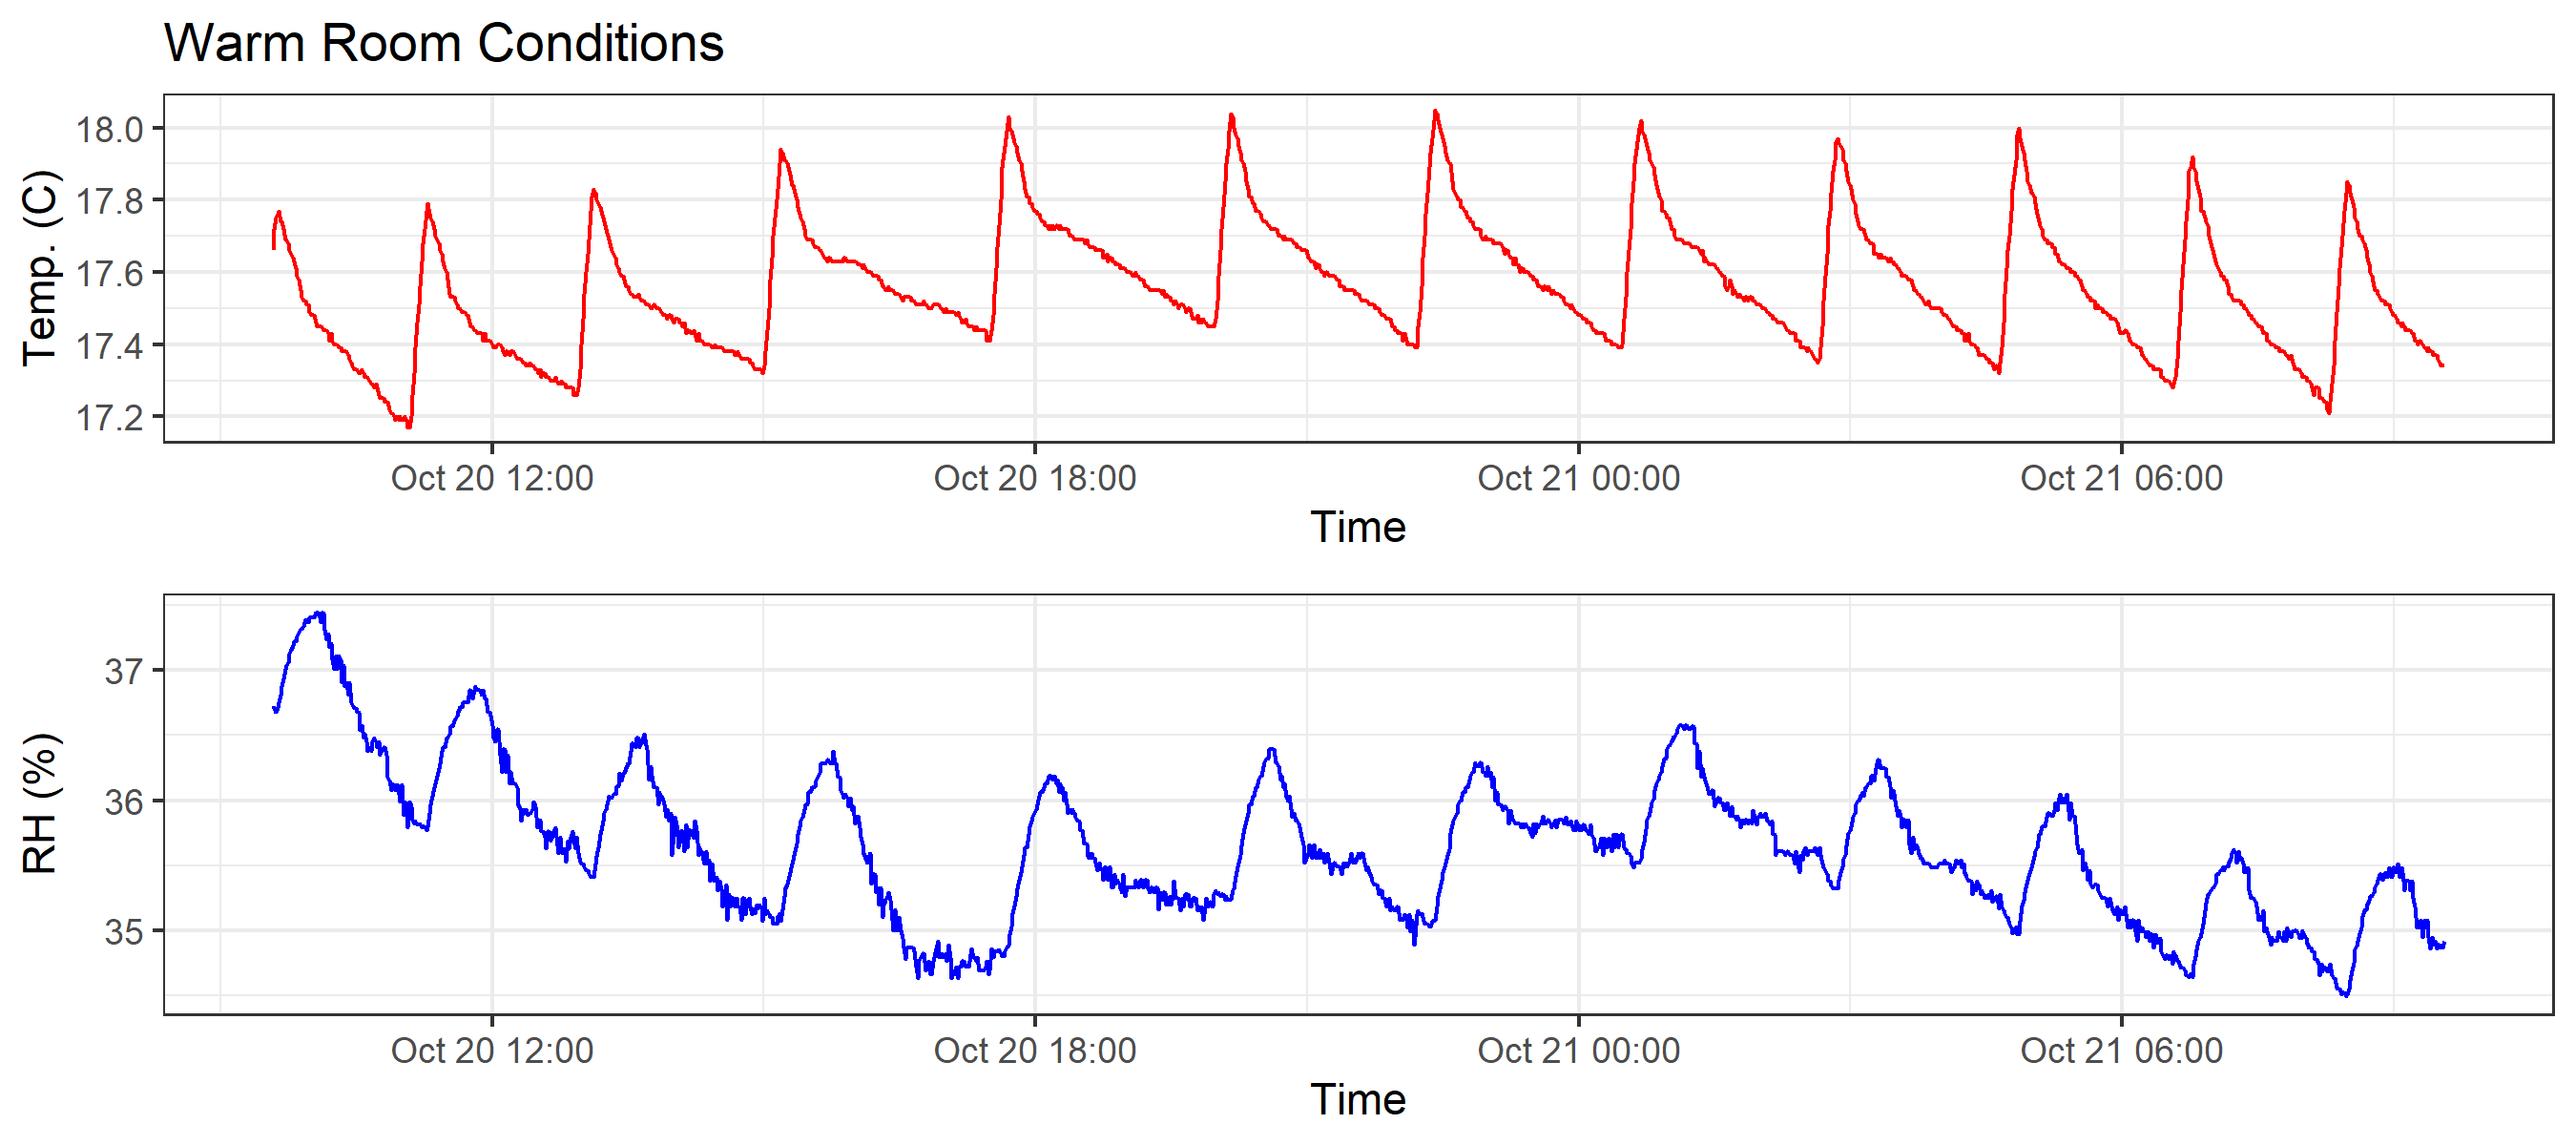 Warm Room Conditions
Temp. (C)
18.0
17.8
17.6
17.4
17.2
Oct 20 12:00 Oct 20 18:00 Oct 21 00:00 Oct 21 06:00
Time
RH (%)
37
36
35
Oct 20 12:00 Oct 20 18:00 Oct 21 00:00 Oct 21 06:00
Time